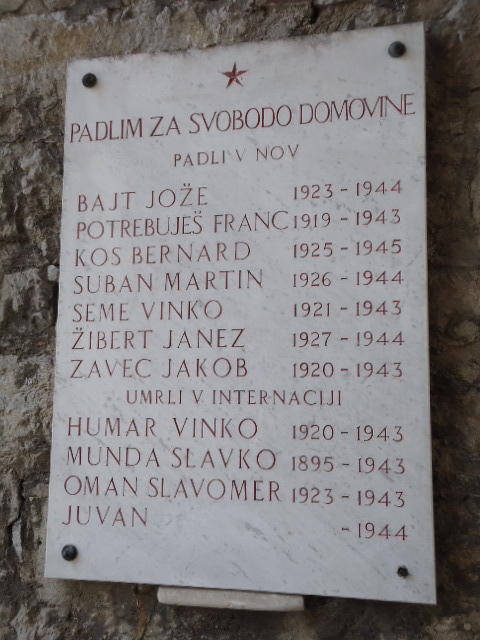 PADLIM ZA SVOBODO DOMOVINE
PADLI V NOV
BAJT JOŽE 1923 - 1944
POTREBUJEŠ FRANC 1919 - 1943
KOS BERNARD 1925 - 1945
SUBAN MARTIN 1926 - 1944
SEME VINKO 1921 - 1943
ŽIBERT JANEZ 1927 - 1944
ZAVEC JAKOB 1920 - 1943
UMRLI V INTERNACIJI
HUMAR VINKO 1920 - 1943
MUNDA SLAVKO 1895 - 1943
OMAN SLAVOMER 1923 - 1943
JUVAN - 1944